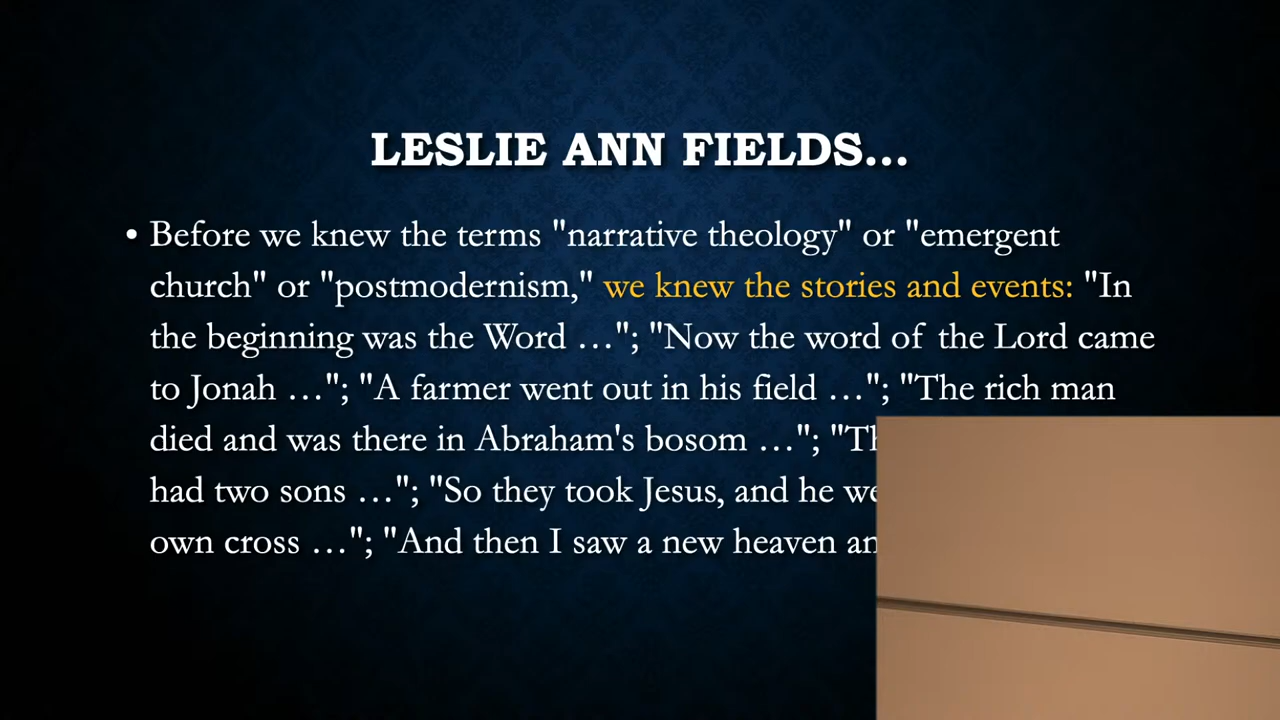 LESLIE ANN FIELDS…
• Before we knew the terms "narrative theology" or "emergent
church" or "postmodernism," we knew the stories and events: "In
the beginning was the Word …"; "Now the word of the Lord came
to Jonah …"; "A farmer went out in his field …"; "The rich man
died and was there in Abraham's bosom …";
had two sons …"; "So they took Jesus, and he
own cross …"; "And then I saw a new heaven